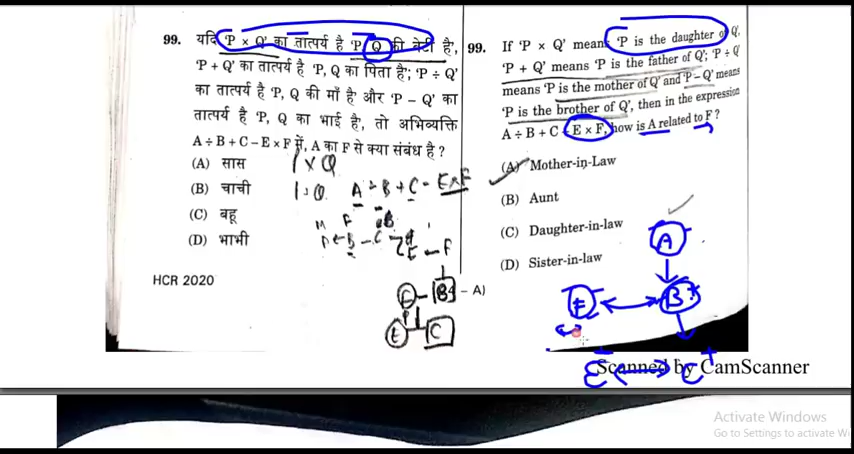 99. यदि 'P × Q' का तात्पर्य है 'P, Q की बेटी है',
'P + Q' का तात्पर्य है 'P, Q का पिता है'; 'P ÷ Q'
का तात्पर्य है 'P, Q की माँ है' और 'P − Q' का
तात्पर्य है 'P, Q का भाई है', तो अभिव्यक्ति
A ÷ B + C − E × F में, A का F से क्या संबंध है ?
(A) सास
(B) चाची
(C) बहू
(D) भाभी
HCR 2020
P × Q
A ÷ B + C - E × F
M F
E - F
F - B - A)
E C
99. If 'P × Q' means 'P is the daughter of Q',
'P + Q' means 'P is the father of Q'; 'P ÷ Q'
means 'P is the mother of Q' and 'P − Q' means
'P is the brother of Q', then in the expression
A ÷ B + C − E × F, how is A related to F ?
(A) Mother-in-Law
(B) Aunt
(C) Daughter-in-law
(D) Sister-in-law
A
F B+
E C+
Scanned by CamScanner
Activate Windows
Go to Settings to activate Wi